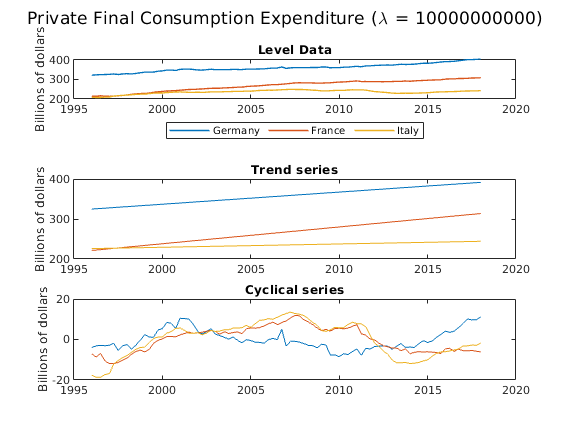 Private Final Consumption Expenditure (λ = 10000000000)
Level Data
Billions of dollars
400
300
200
1995 2000 2005 2010 2015 2020
Germany France Italy
Trend series
Billions of dollars
400
300
200
1995 2000 2005 2010 2015 2020
Cyclical series
Billions of dollars
20
0
-20
1995 2000 2005 2010 2015 2020